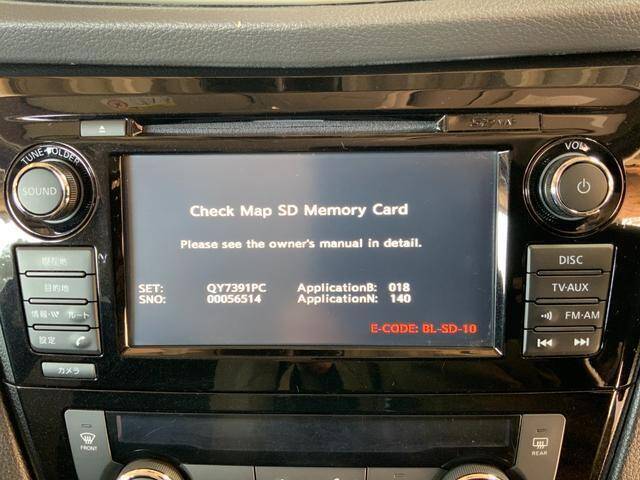 TUNE·FOLDER
SOUND
現在地
目的地
情報・VI ルート
設定
カメラ
Check Map SD Memory Card
Please see the owner's manual in detail.
SET: QY7391PC ApplicationB: 018
SNO: 00056514 ApplicationN: 140
E-CODE: BL-SD-10
VOL
DISC
TV·AUX
FM·AM
FRONT
REAR